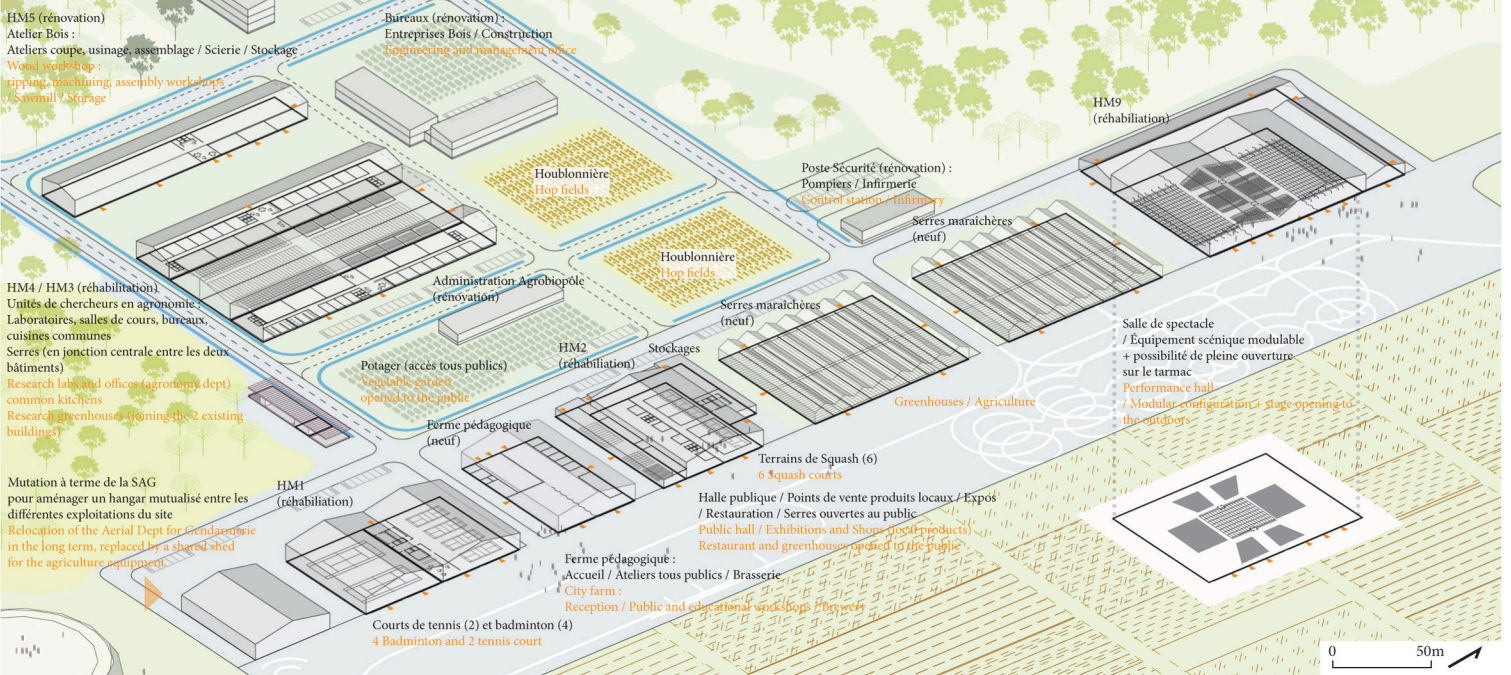 HM5 (rénovation)
Atelier Bois :
Ateliers coupe, usinage, assemblage / Scierie / Stockage
Wood workshop :
ripping, machining, assembly workshops
/ Sawmill / Storage
Bureaux (rénovation) :
Entreprises Bois / Construction
Engineering and management office
HM9
(réhabiliation)
Houblonnière
Hop fields
Poste Sécurité (rénovation) :
Pompiers / Infirmerie
Control station / Infirmary
Serres maraîchères
(neuf)
Houblonnière
Hop fields
HM4 / HM3 (réhabilitation)
Unités de chercheurs en agronomie :
Laboratoires, salles de cours, bureaux,
cuisines communes
Serres (en jonction centrale entre les deux
bâtiments)
Research labs and offices (agronomy dept)
common kitchens
Research greenhouses (joining the 2 existing
buildings)
Administration Agrobiopôle
(rénovation)
Serres maraîchères
(neuf)
Potager (accès tous publics)
Vegetable garden
opened to the public
HM2
(réhabiliation)
Stockages
Salle de spectacle
/ Équipement scénique modulable
+ possibilité de pleine ouverture
sur le tarmac
Performance hall
/ Modular configuration + stage opening to
the outdoors
Greenhouses / Agriculture
Ferme pédagogique
(neuf)
Terrains de Squash (6)
6 Squash courts
Mutation à terme de la SAG
pour aménager un hangar mutualisé entre les
différentes exploitations du site
Relocation of the Aerial Dept for Gendarmerie
in the long term, replaced by a shared shed
for the agriculture equipment
HM1
(réhabiliation)
Halle publique / Points de vente produits locaux / Expos
/ Restauration / Serres ouvertes au public
Public hall / Exhibitions and Shops (local products)
Restaurant and greenhouses opened to the public
Ferme pédagogique :
Accueil / Ateliers tous publics / Brasserie
City farm :
Reception / Public and educational workshops / Brewery
Courts de tennis (2) et badminton (4)
4 Badminton and 2 tennis court
0 50m